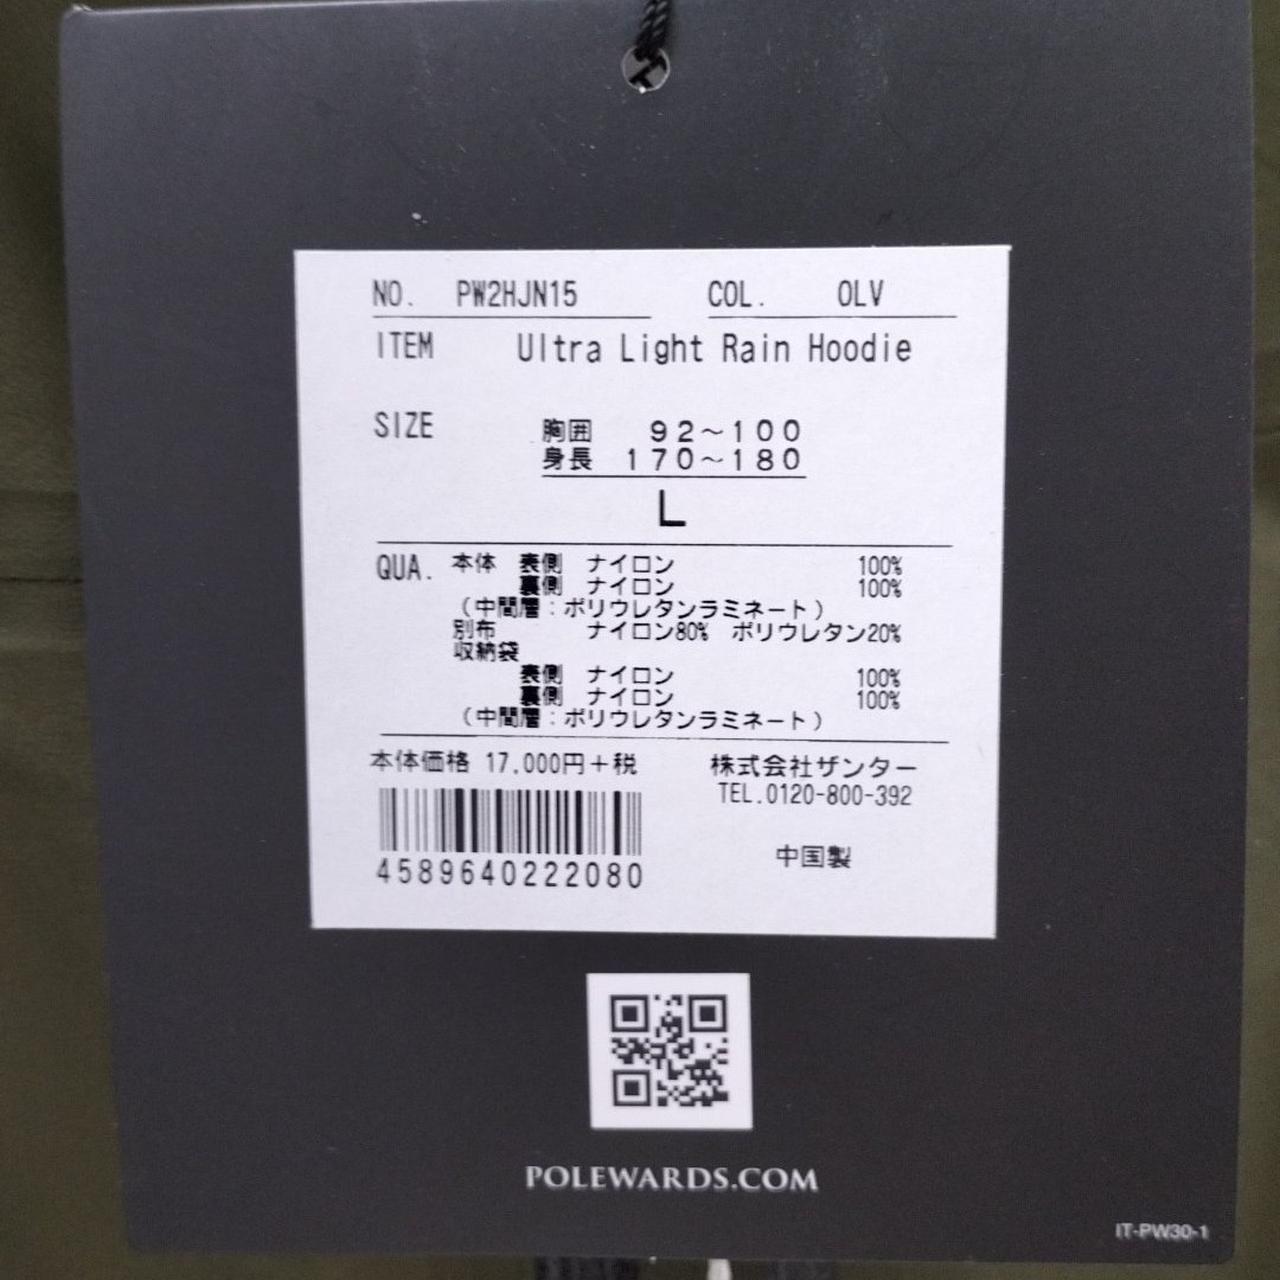 NO. PW2HJN15 COL. OLV
ITEM Ultra Light Rain Hoodie
SIZE 胸囲 92~100
身長 170~180
L
QUA. 本体 表側 ナイロン 100%
裏側 ナイロン 100%
(中間層:ポリウレタンラミネート)
別布 ナイロン80% ポリウレタン20%
収納袋
表側 ナイロン 100%
裏側 ナイロン 100%
(中間層:ポリウレタンラミネート)
本体価格 17,000円+税 株式会社ザンター
TEL.0120-800-392
中国製
4589640222080
POLEWARDS.COM
IT-PW30-1